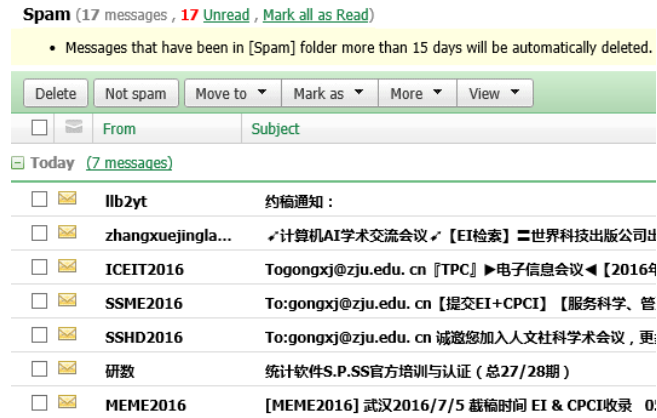 Spam (17 messages , 17 Unread , Mark all as Read)
• Messages that have been in [Spam] folder more than 15 days will be automatically deleted.
Delete Not spam Move to Mark as More View
From Subject
Today (7 messages)
llb2yt 约稿通知：
zhangxuejingla... ➹计算机AI学术交流会议➹【EI检索】〓世界科技出版公司出
ICEIT2016 Togongxj@zju.edu. cn『TPC』▶电子信息会议◀【2016年
SSME2016 To:gongxj@zju.edu. cn【提交EI+CPCI】【服务科学、管
SSHD2016 To:gongxj@zju.edu. cn 诚邀您加入人文社科学术会议，更
研数 统计软件S.P.SS官方培训与认证（总27/28期）
MEME2016 [MEME2016] 武汉2016/7/5 截稿时间 EI & CPCI收录